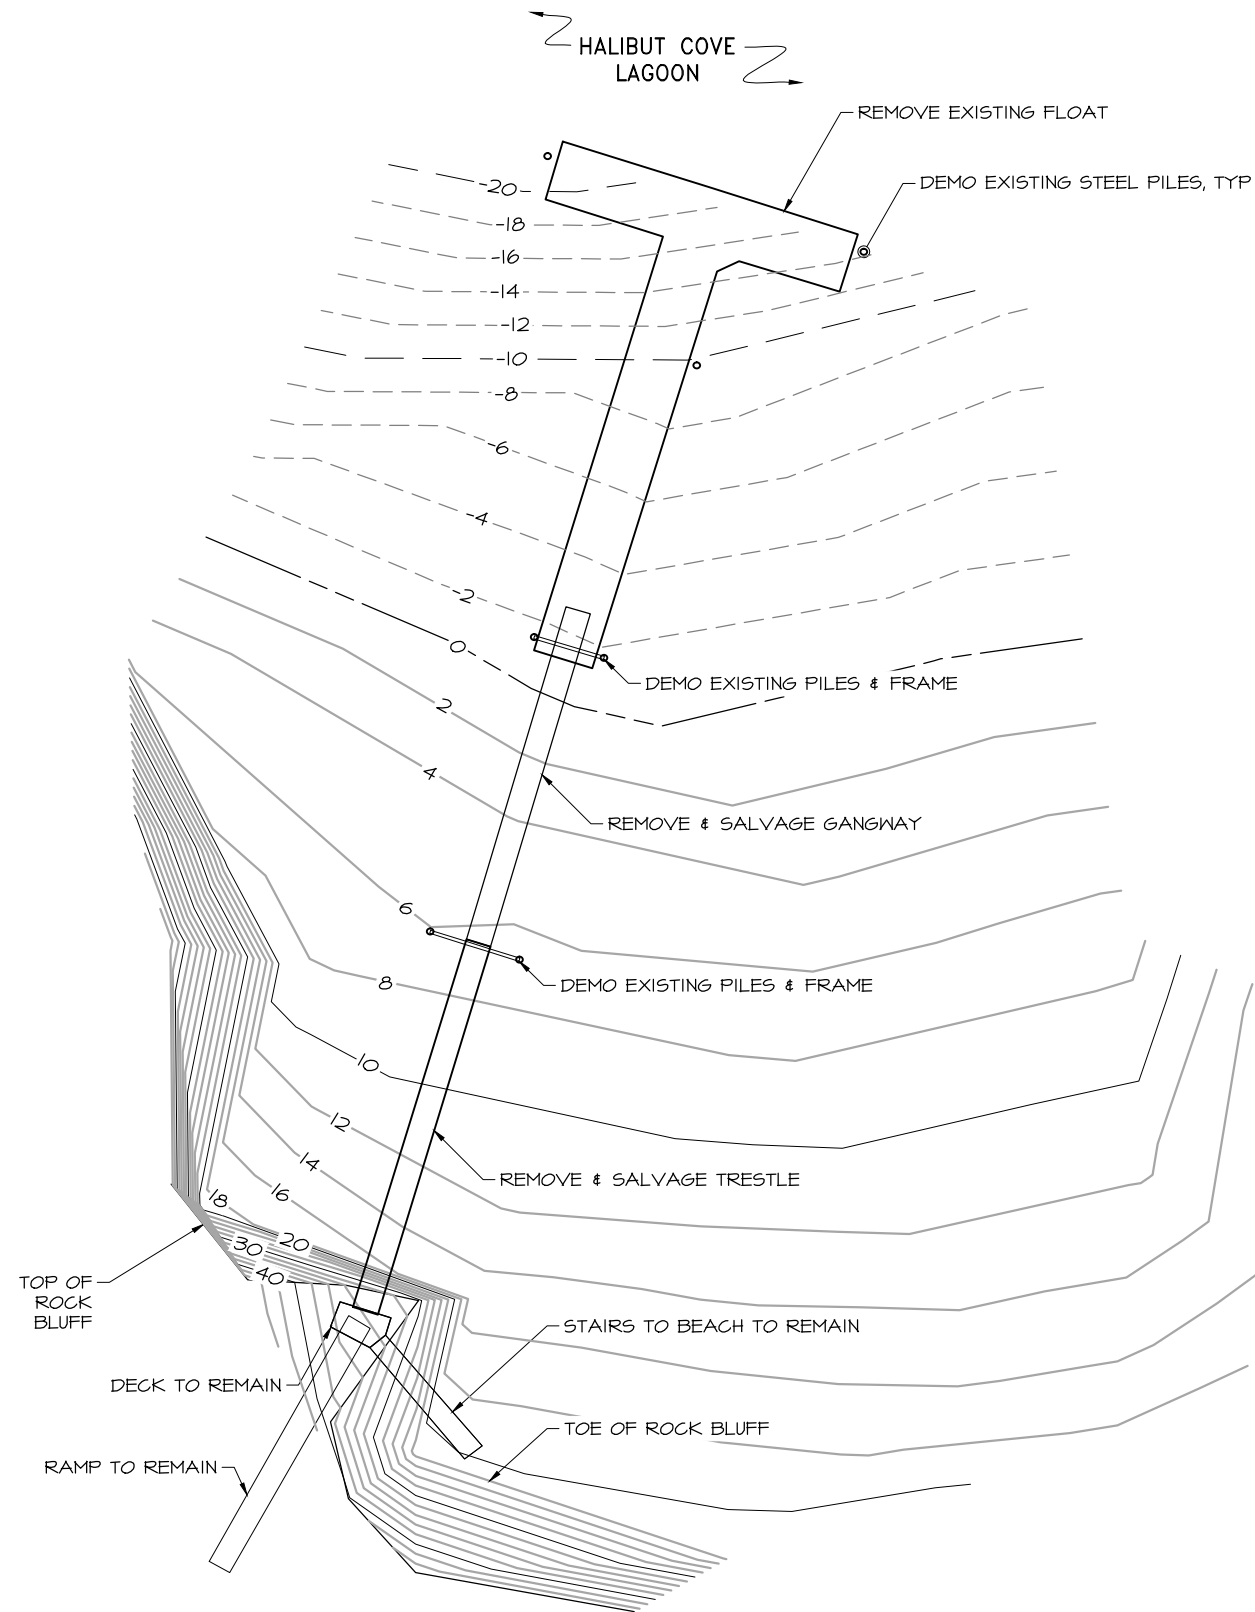 HALIBUT COVE
LAGOON
REMOVE EXISTING FLOAT
DEMO EXISTING STEEL PILES, TYP
-20
-18
-16
-14
-12
-10
-8
-6
-4
-2
0
DEMO EXISTING PILES & FRAME
2
4
REMOVE & SALVAGE GANGWAY
6
8
DEMO EXISTING PILES & FRAME
10
12
14
REMOVE & SALVAGE TRESTLE
16
18
20
30
40
TOP OF
ROCK
BLUFF
STAIRS TO BEACH TO REMAIN
DECK TO REMAIN
TOE OF ROCK BLUFF
RAMP TO REMAIN